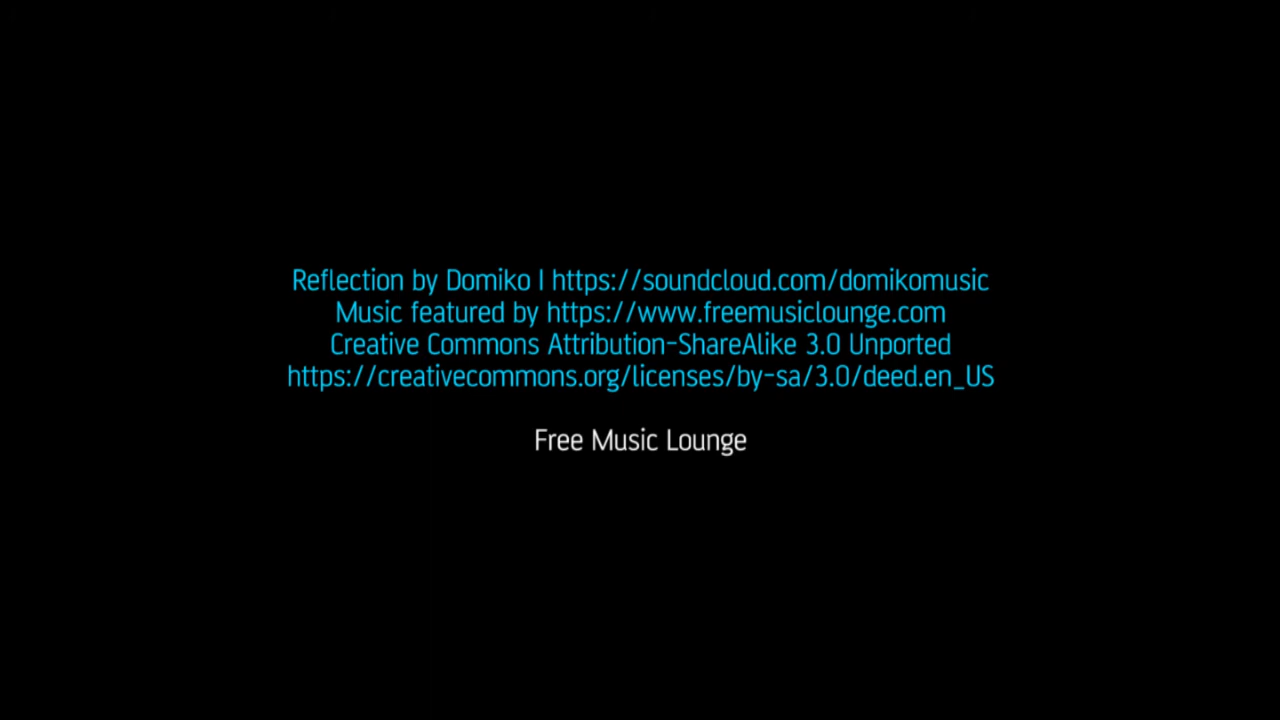 Reflection by Domiko I https://soundcloud.com/domikomusic
Music featured by https://www.freemusiclounge.com
Creative Commons Attribution-ShareAlike 3.0 Unported
https://creativecommons.org/licenses/by-sa/3.0/deed.en_US
Free Music Lounge